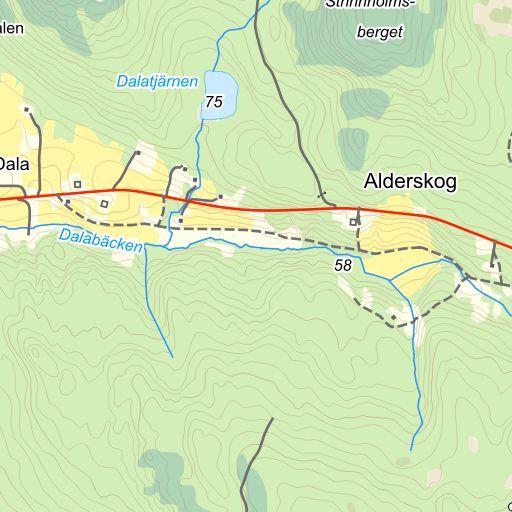 Strinnholms-
berget
alen
Dalatjärnen
75
Dala
Alderskog
Dalabäcken
58